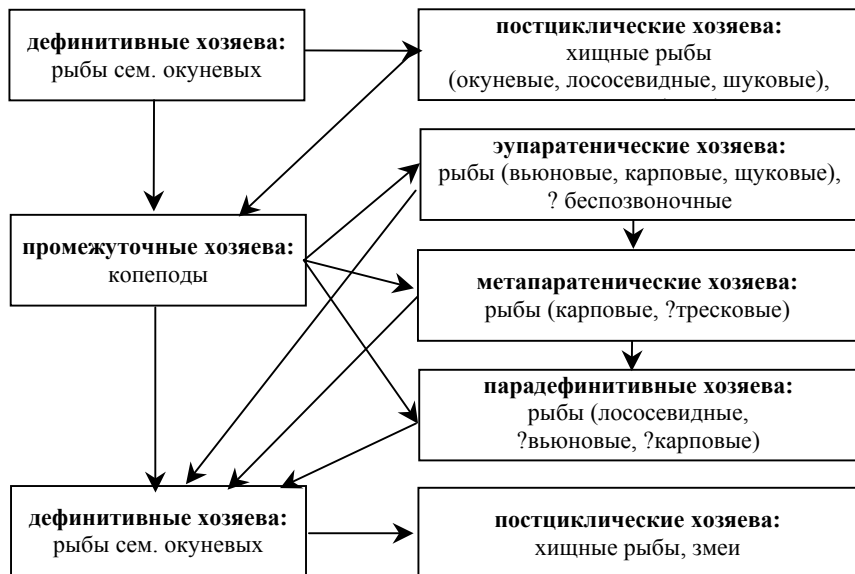 дефинитивные хозяева:
рыбы сем. окуневых
постциклические хозяева:
хищные рыбы
(окуневые, лососевидные, шуковые),
эупаратенические хозяева:
рыбы (вьюновые, карповые, щуковые),
? беспозвоночные
промежуточные хозяева:
копеподы
метапаратенические хозяева:
рыбы (карповые, ?тресковые)
парадефинитивные хозяева:
рыбы (лососевидные,
?вьюновые, ?карповые)
дефинитивные хозяева:
рыбы сем. окуневых
постциклические хозяева:
хищные рыбы, змеи